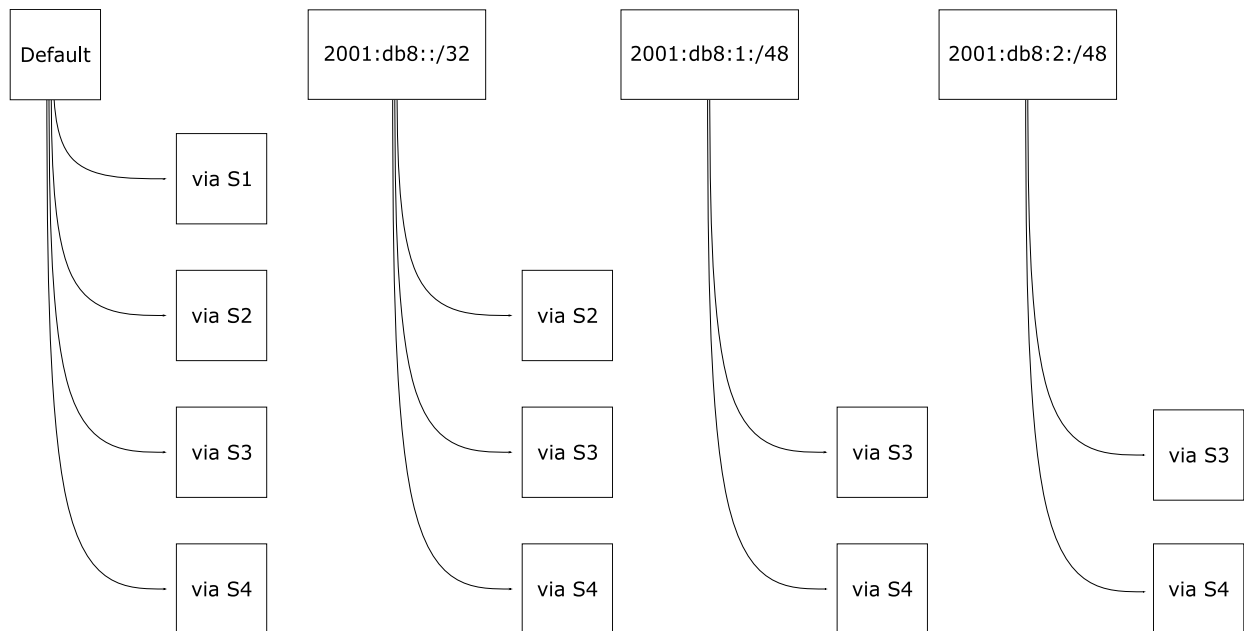 Default
2001:db8::/32
2001:db8:1:/48
2001:db8:2:/48
via S1
via S2
via S2
via S3
via S3
via S3
via S3
via S4
via S4
via S4
via S4